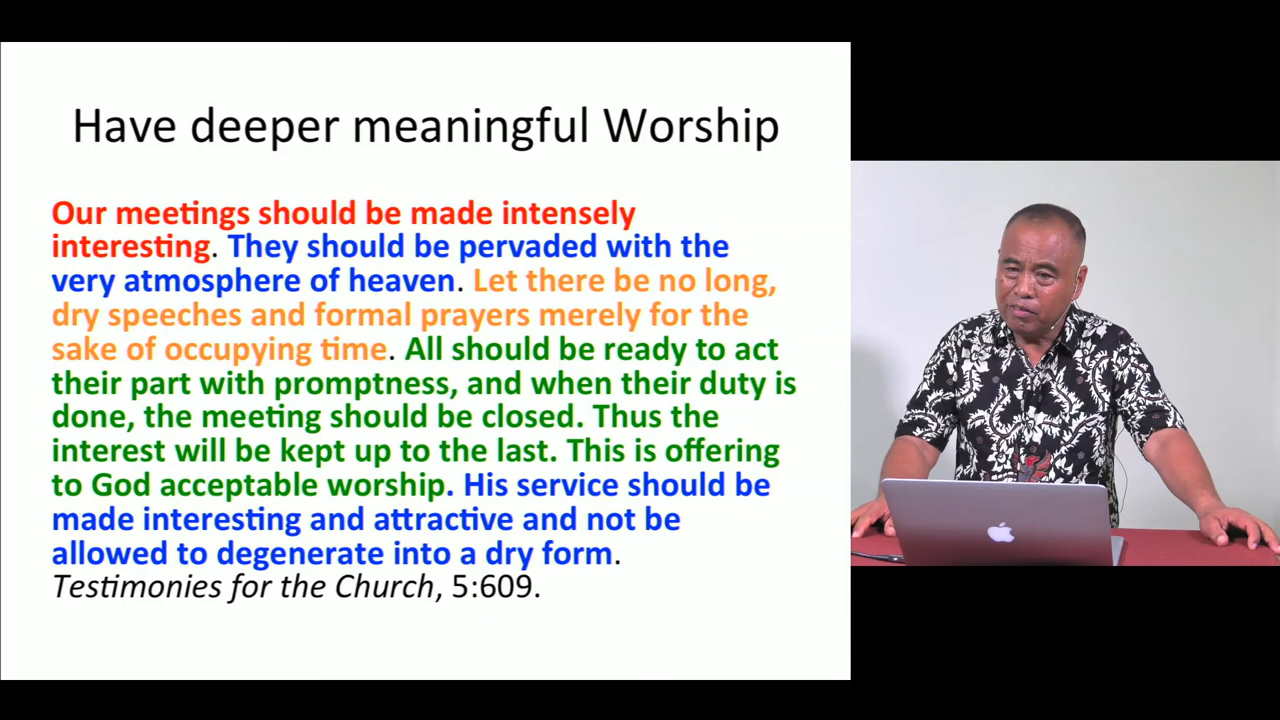 Have deeper meaningful Worship
Our meetings should be made intensely
interesting. They should be pervaded with the
very atmosphere of heaven. Let there be no long,
dry speeches and formal prayers merely for the
sake of occupying time. All should be ready to act
their part with promptness, and when their duty is
done, the meeting should be closed. Thus the
interest will be kept up to the last. This is offering
to God acceptable worship. His service should be
made interesting and attractive and not be
allowed to degenerate into a dry form.
Testimonies for the Church, 5:609.